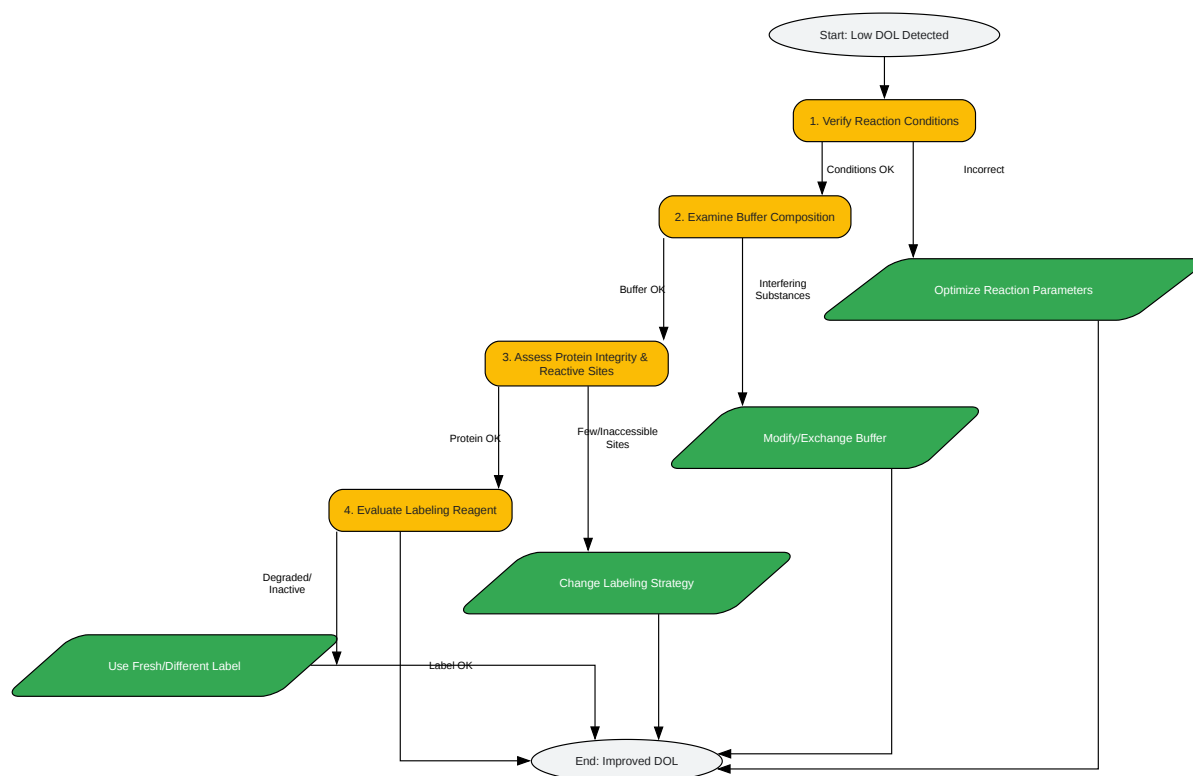 Start: Low DOL Detected
1. Verify Reaction Conditions
Conditions OK
Incorrect
2. Examine Buffer Composition
Buffer OK
Interfering
Substances
Optimize Reaction Parameters
3. Assess Protein Integrity &
Reactive Sites
Protein OK
Few/Inaccessible
Sites
Modify/Exchange Buffer
4. Evaluate Labeling Reagent
Degraded/
Inactive
Change Labeling Strategy
Use Fresh/Different Label
Label OK
End: Improved DOL